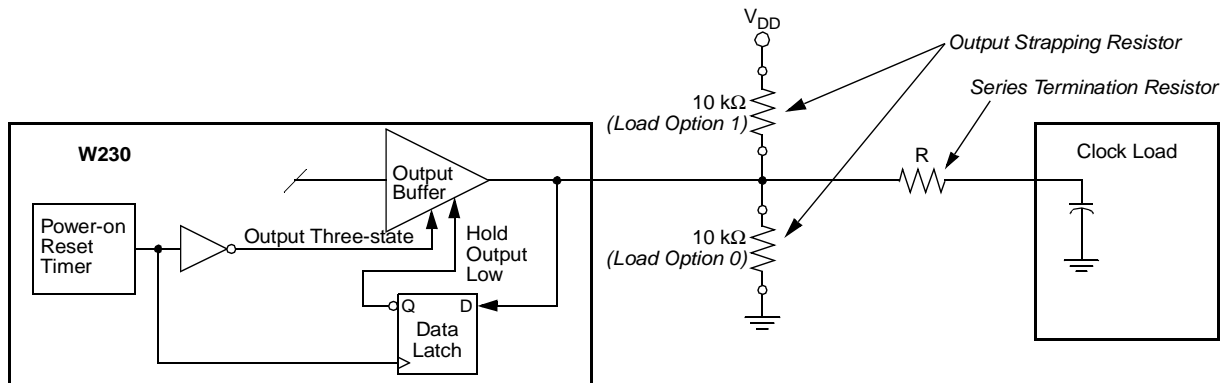 V_DD
Output Strapping Resistor
Series Termination Resistor
10 kΩ
(Load Option 1)
W230
Output
Buffer
R
Clock Load
Power-on
Reset
Timer
Output Three-state
Hold
Output
Low
10 kΩ
(Load Option 0)
Q D
Data
Latch